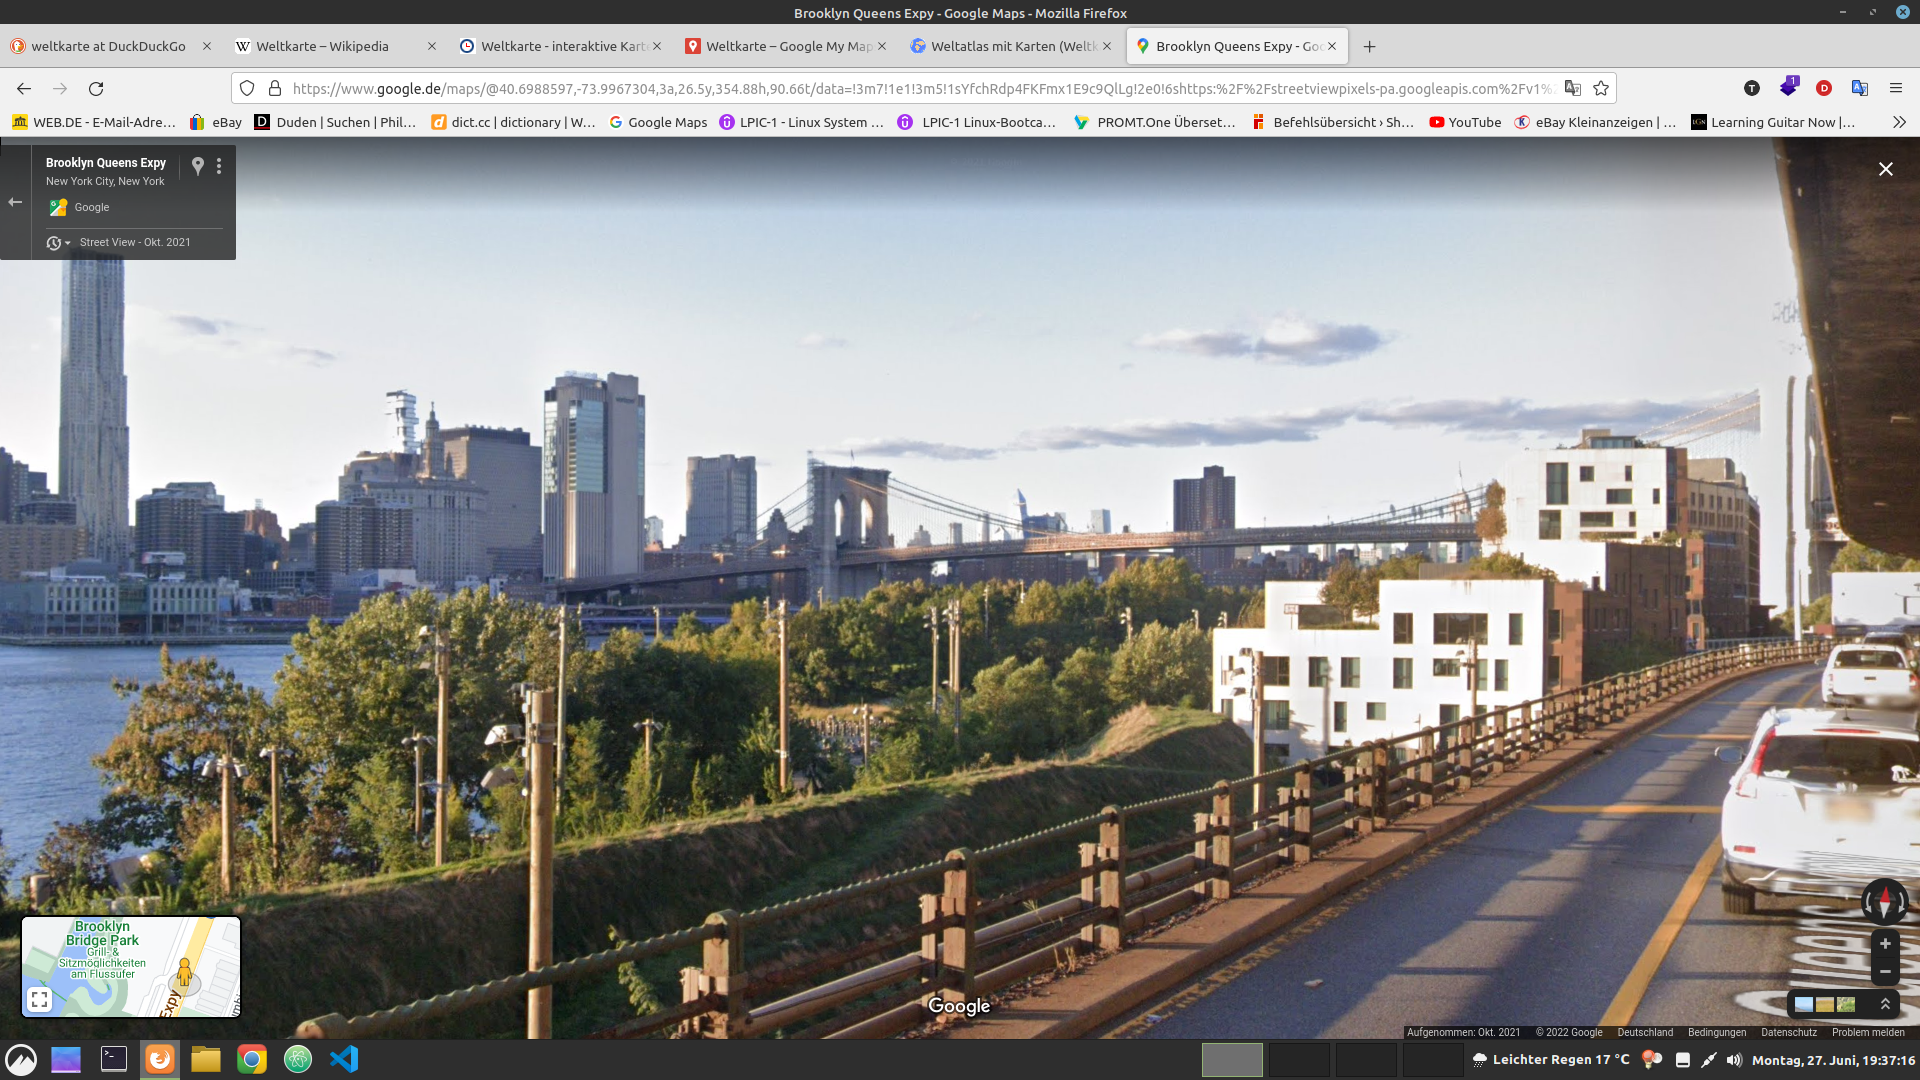 Brooklyn Queens Expy - Google Maps - Mozilla Firefox
weltkarte at DuckDuckGo
Weltkarte – Wikipedia
Weltkarte - interaktive Karte
Weltkarte – Google My Map
Weltatlas mit Karten (Weltk
Brooklyn Queens Expy - Goo
https://www.google.de/maps/@40.6988597,-73.9967304,3a,26.5y,354.88h,90.66t/data=!3m7!1e1!3m5!1sYfchRdp4FKFmx1E9c9QlLg!2e0!6shttps:%2F%2Fstreetviewpixels-pa.googleapis.com%2Fv1%2
T
1
D
WEB.DE - E-Mail-Adre…
eBay
Duden | Suchen | Phil…
dict.cc | dictionary | W…
Google Maps
LPIC-1 - Linux System …
LPIC-1 Linux-Bootca…
PROMT.One Überset…
Befehlsübersicht › Sh…
YouTube
eBay Kleinanzeigen | …
Learning Guitar Now |…
Brooklyn Queens Expy
New York City, New York
Google
Street View - Okt. 2021
Brooklyn
Bridge Park
Grill- &
Sitzmöglichkeiten
am Flussufer
Expy
Google
Aufgenommen: Okt. 2021
© 2022 Google
Deutschland
Bedingungen
Datenschutz
Problem melden
Leichter Regen 17 °C
Montag, 27. Juni, 19:37:16